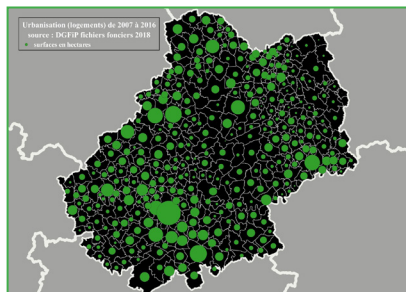 Urbanisation (logements) de 2007 à 2016
source : DGFiP fichiers fonciers 2018
surfaces en hectares